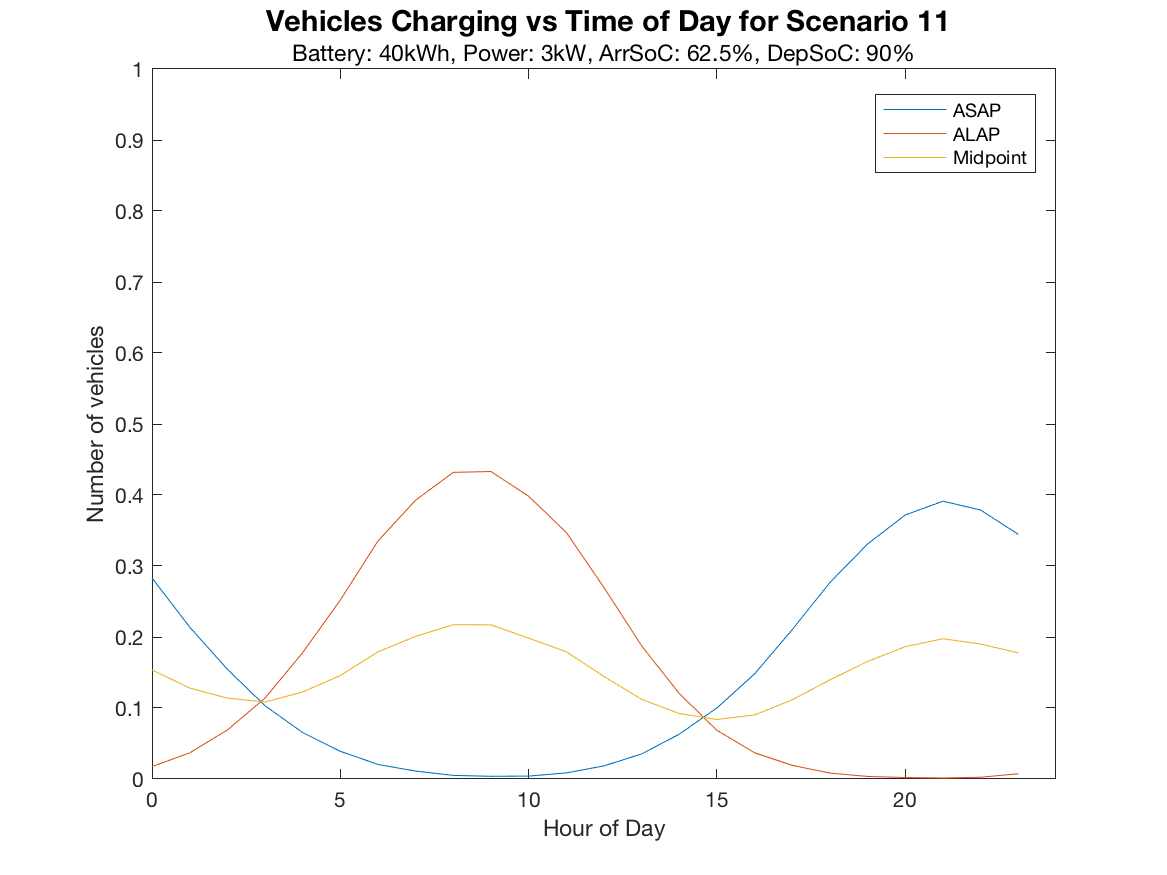 Vehicles Charging vs Time of Day for Scenario 11
Battery: 40kWh, Power: 3kW, ArrSoC: 62.5%, DepSoC: 90%
1
0.9
0.8
0.7
0.6
0.5
0.4
0.3
0.2
0.1
0
Number of vehicles
ASAP
ALAP
Midpoint
0 5 10 15 20
Hour of Day